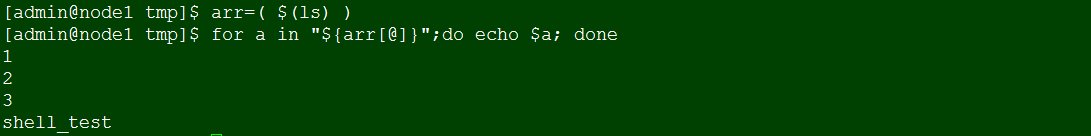 [admin@node1 tmp]$ arr=( $(ls) )
[admin@node1 tmp]$ for a in "${arr[@]}";do echo $a; done
1
2
3
shell_test